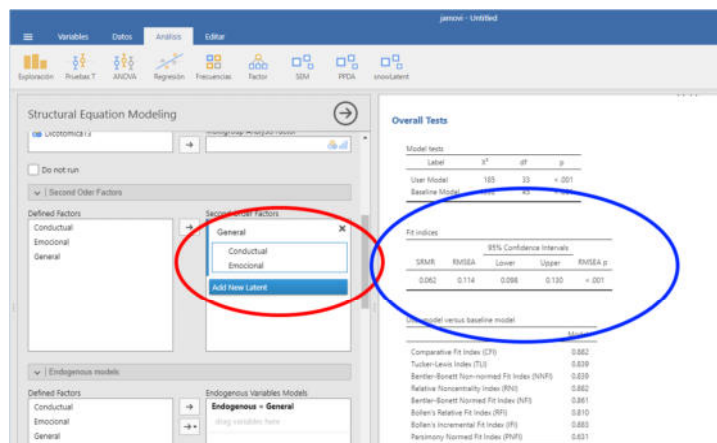 jamovi - Untitled
Variables Datos Análisis Editar
Exploración Pruebas T ANOVA Regresión Frecuencias Factor SEM PPDA snowLatent
Structural Equation Modeling
Dicotomica13
Multigroup Analysis Factor
Do not run
Second Oder Factors
Defined Factors
Conductual
Emocional
General
Second Order Factors
General
Conductual
Emocional
Add New Latent
Endogenous models
Defined Factors
Conductual
Emocional
General
Endogenous Variables Models
Endogenous = General
drag variables here
Overall Tests
Model tests
Label X² df p
User Model 185 33 < .001
Baseline Model 45
Fit indices
95% Confidence Intervals
SRMR RMSEA Lower Upper RMSEA p
0.062 0.114 0.098 0.130 < .001
model versus baseline model
Comparative Fit Index (CFI) 0.882
Tucker-Lewis Index (TLI) 0.839
Bentler-Bonett Non-normed Fit Index (NNFI) 0.839
Relative Noncentrality Index (RNI) 0.882
Bentler-Bonett Normed Fit Index (NFI) 0.861
Bollen's Relative Fit Index (RFI) 0.810
Bollen's Incremental Fit Index (IFI) 0.883
Parsimony Normed Fit Index (PNFI) 0.631